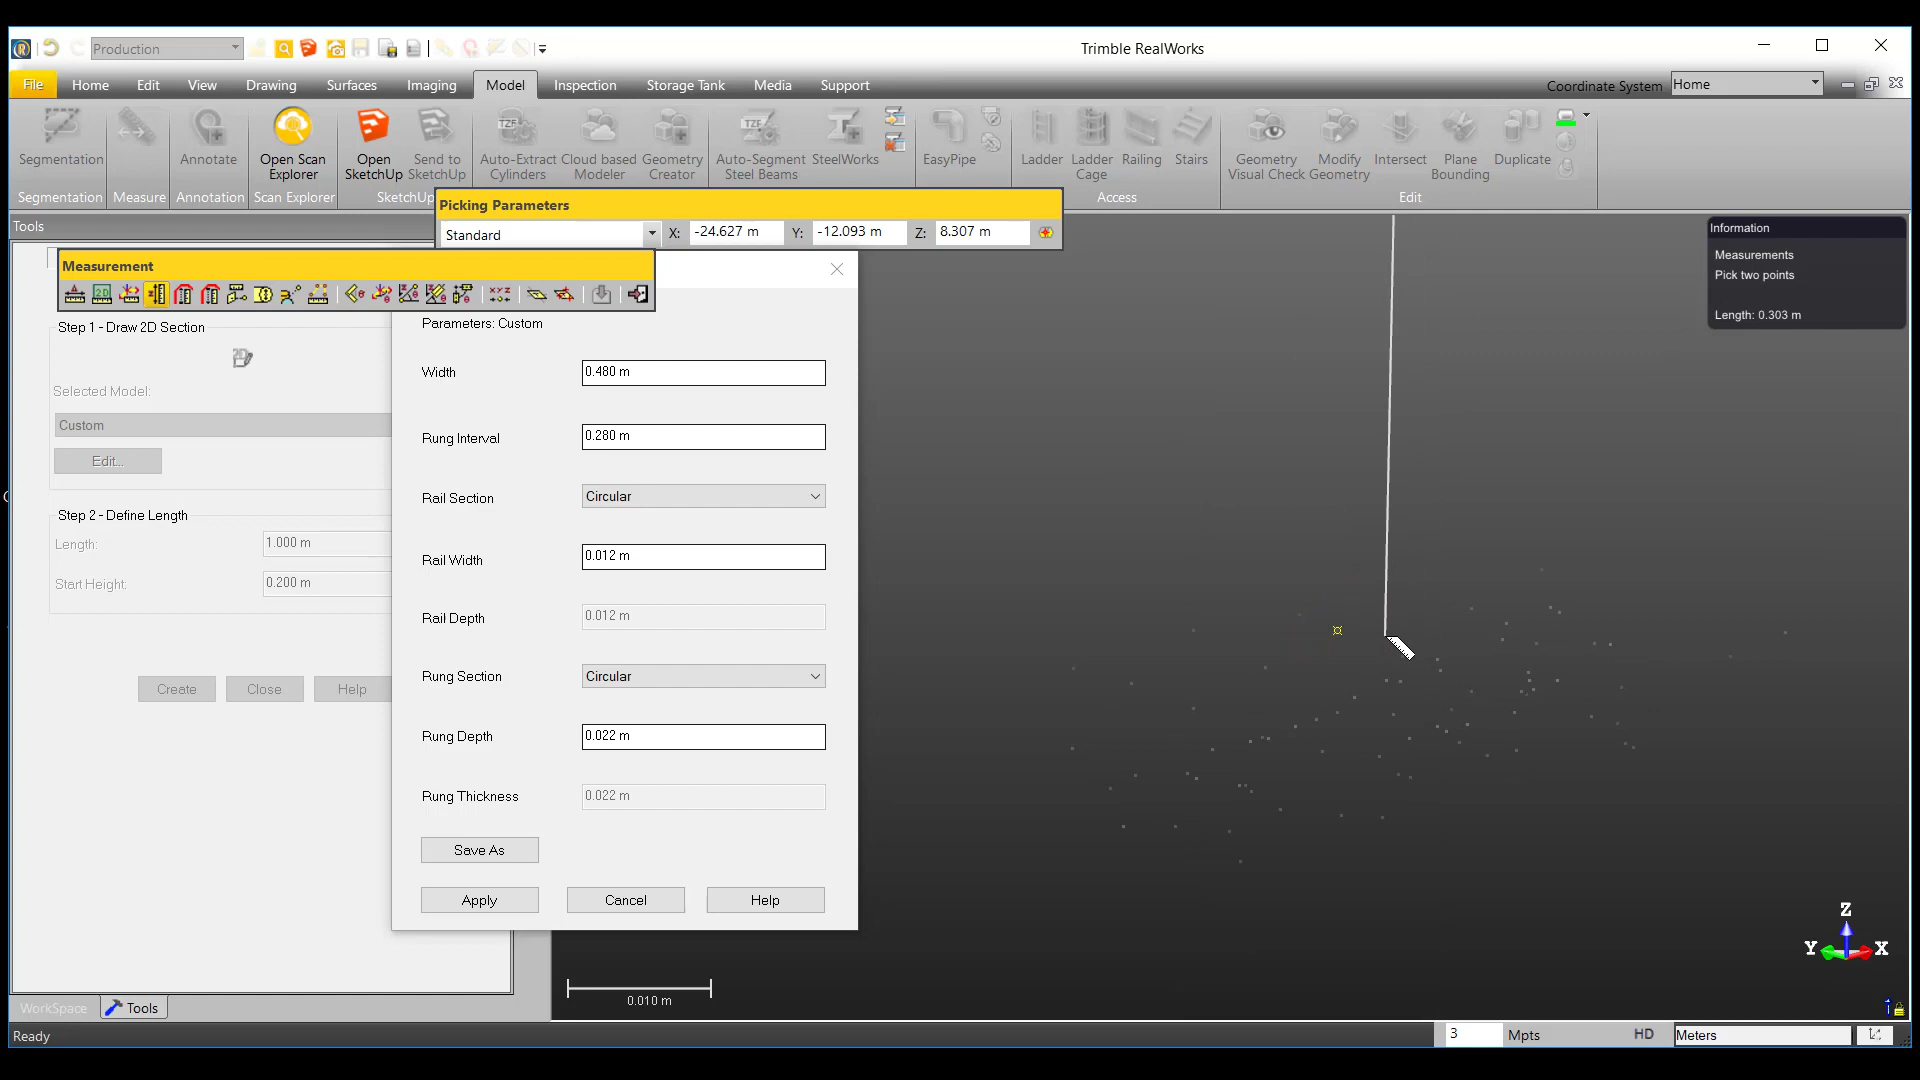 Production
Trimble RealWorks
File
Home
Edit
View
Drawing
Surfaces
Imaging
Model
Inspection
Storage Tank
Media
Support
Coordinate System
Home
Segmentation
Annotate
Open Scan Explorer
Open SketchUp
Send to SketchUp
Auto-Extract Cylinders
Cloud based Modeler
Geometry Creator
Auto-Segment Steel Beams
SteelWorks
EasyPipe
Ladder
Ladder Cage
Railing
Stairs
Geometry Visual Check
Modify Geometry
Intersect
Plane Bounding
Duplicate
Segmentation
Measure
Annotation
Scan Explorer
SketchUp
Access
Edit
Picking Parameters
Standard
X: -24.627 m
Y: -12.093 m
Z: 8.307 m
Tools
Measurement
Step 1 - Draw 2D Section
Selected Model:
Custom
Edit...
Step 2 - Define Length
Length: 1.000 m
Start Height: 0.200 m
Create
Close
Help
Parameters: Custom
Width 0.480 m
Rung Interval 0.280 m
Rail Section Circular
Rail Width 0.012 m
Rail Depth 0.012 m
Rung Section Circular
Rung Depth 0.022 m
Rung Thickness 0.022 m
Save As
Apply
Cancel
Help
Information
Measurements
Pick two points
Length: 0.303 m
0.010 m
Z
Y
X
WorkSpace
Tools
Ready
3
Mpts
HD
Meters